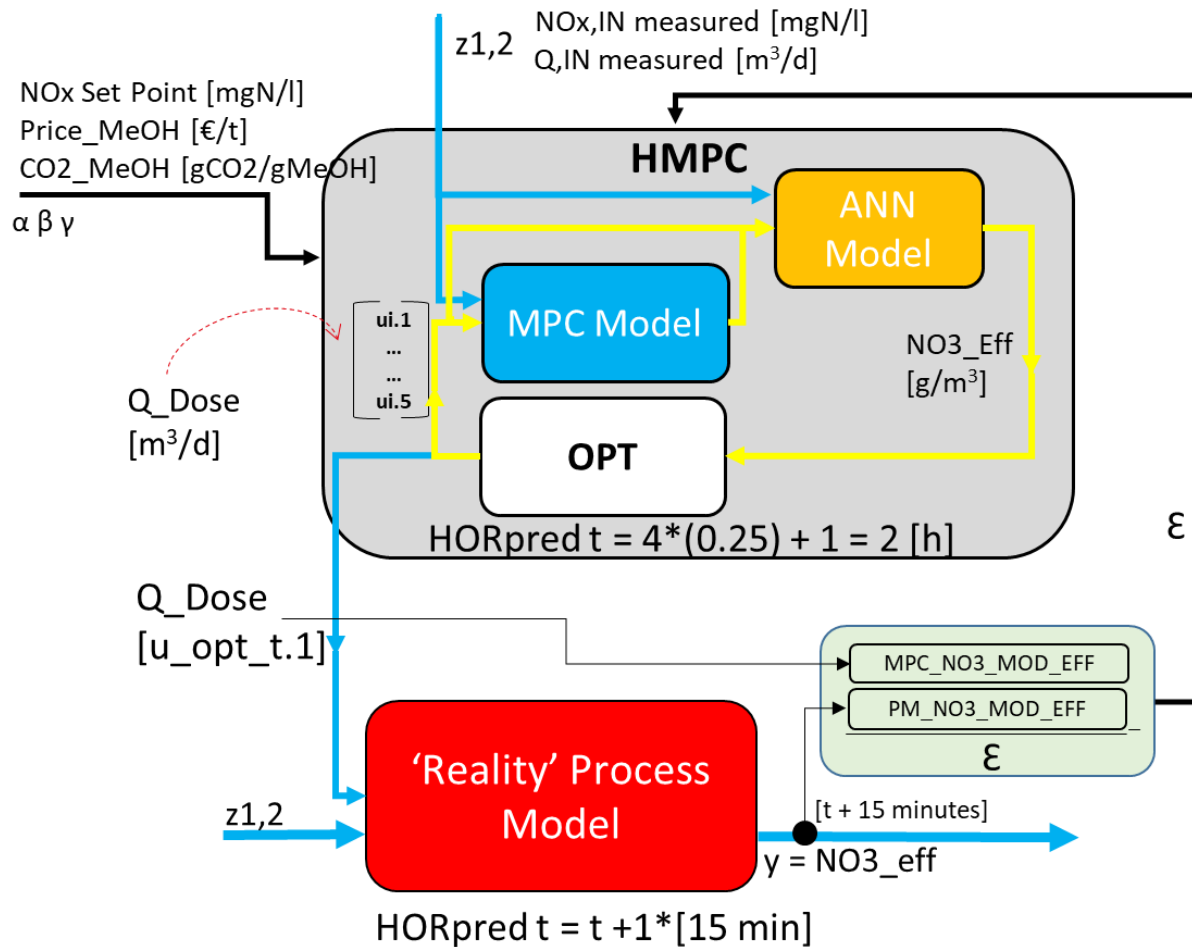 NOx,IN measured [mgN/l]
z1,2
Q,IN measured [m³/d]
NOx Set Point [mgN/l]
Price_MeOH [€/t]
CO2_MeOH [gCO2/gMeOH]
α β γ
HMPC
ANN
Model
MPC Model
ui.1
...
...
ui.5
NO3_Eff
[g/m³]
Q_Dose
[m³/d]
OPT
HORpred t = 4*(0.25) + 1 = 2 [h]
ε
Q_Dose
[u_opt_t.1]
MPC_NO3_MOD_EFF
PM_NO3_MOD_EFF
_
ε
'Reality' Process
Model
z1,2
[t + 15 minutes]
y = NO3_eff
HORpred t = t +1*[15 min]